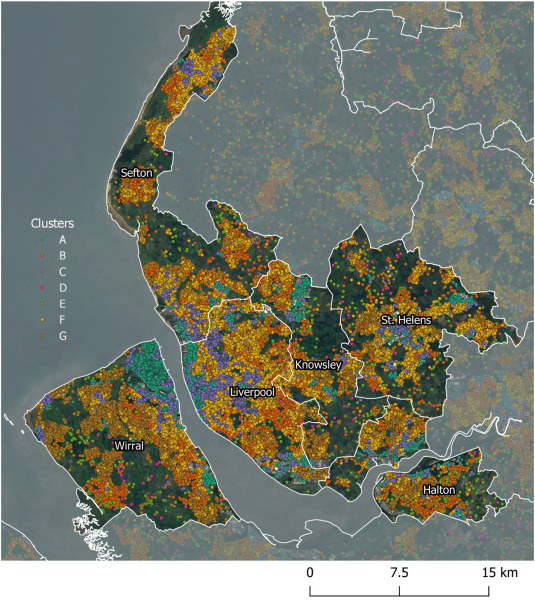 Sefton
Clusters
A
B
C
D
E
F
G
St. Helens
Knowsley
Liverpool
Wirral
Halton
0 7.5 15 km